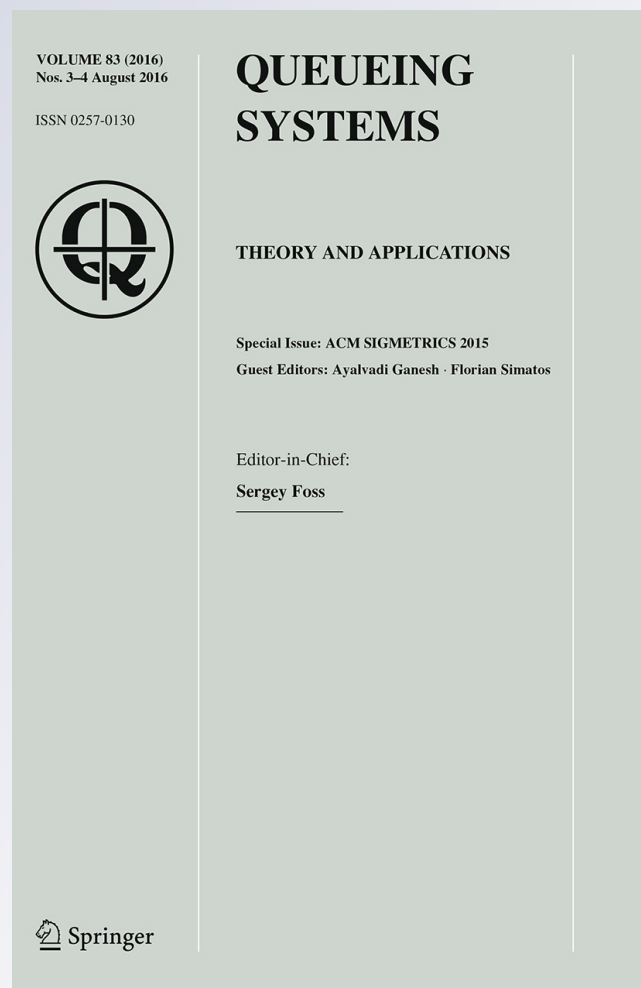 VOLUME 83 (2016)
Nos. 3–4 August 2016
ISSN 0257-0130
Q
QUEUEING
SYSTEMS
THEORY AND APPLICATIONS
Special Issue: ACM SIGMETRICS 2015
Guest Editors: Ayalvadi Ganesh · Florian Simatos
Editor-in-Chief:
Sergey Foss
Springer